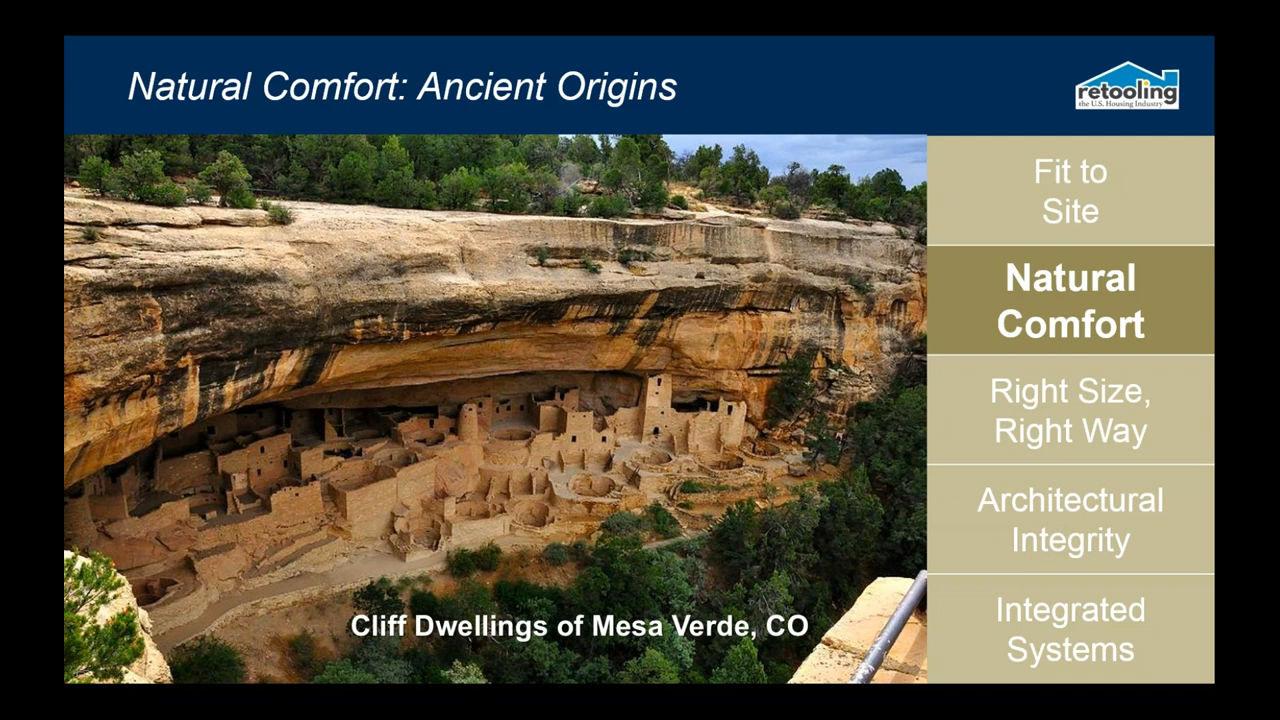 Natural Comfort: Ancient Origins
retooling
the U.S. Housing Industry
Fit to
Site
Natural
Comfort
Right Size,
Right Way
Architectural
Integrity
Integrated
Systems
Cliff Dwellings of Mesa Verde, CO